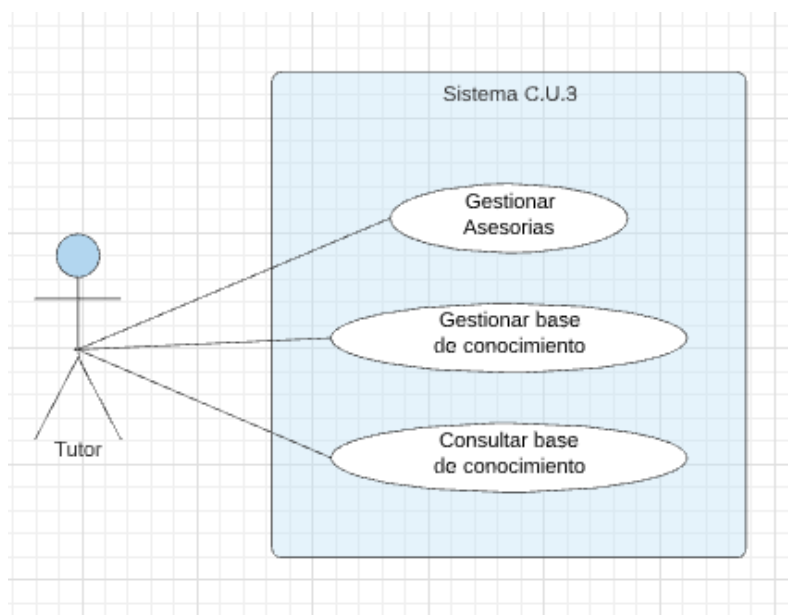 Sistema C.U.3
Gestionar
Asesorias
Gestionar base
de conocimiento
Consultar base
de conocimiento
Tutor